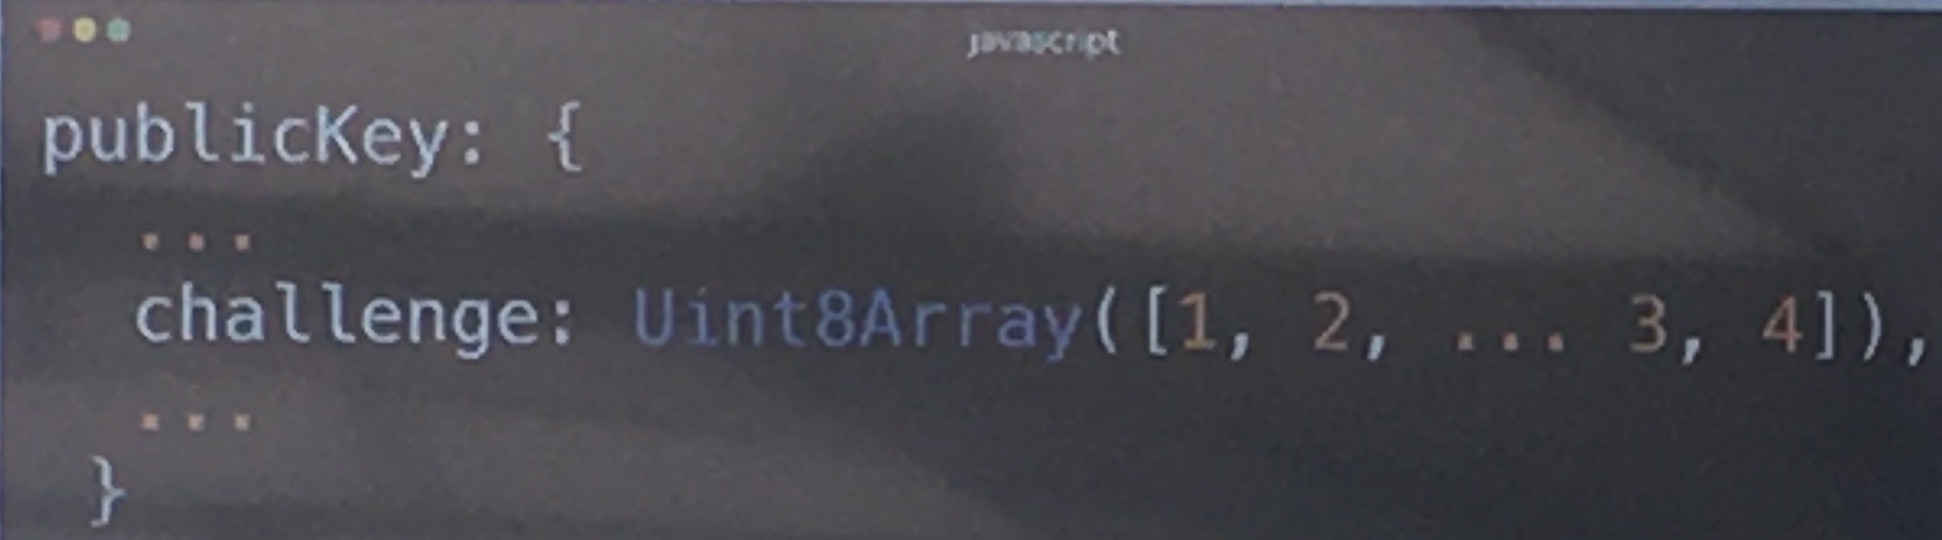 javascript
publicKey: {
...
challenge: Uint8Array([1, 2, ... 3, 4]),
...
}